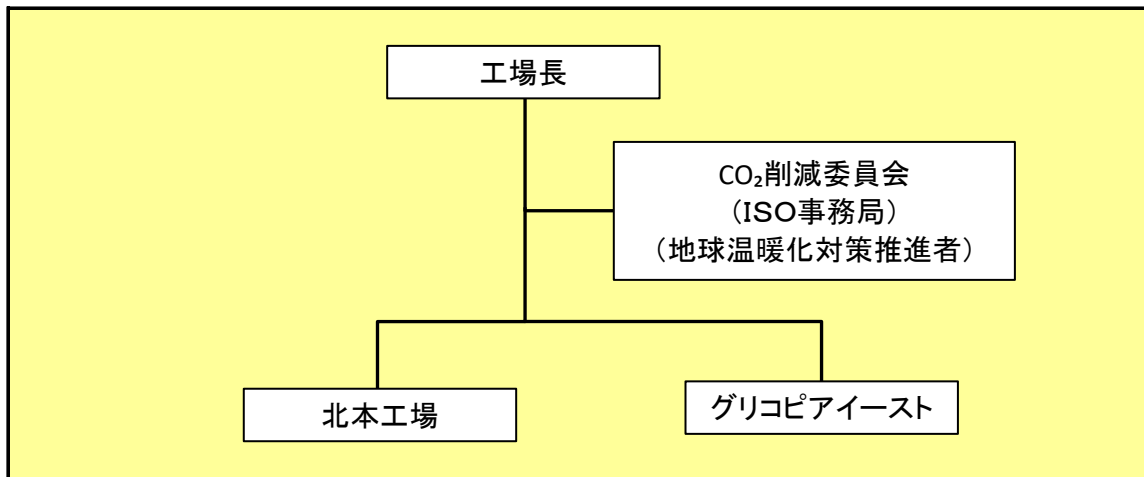 工場長
CO₂削減委員会
（ISO事務局）
（地球温暖化対策推進者）
北本工場
グリコピアイースト